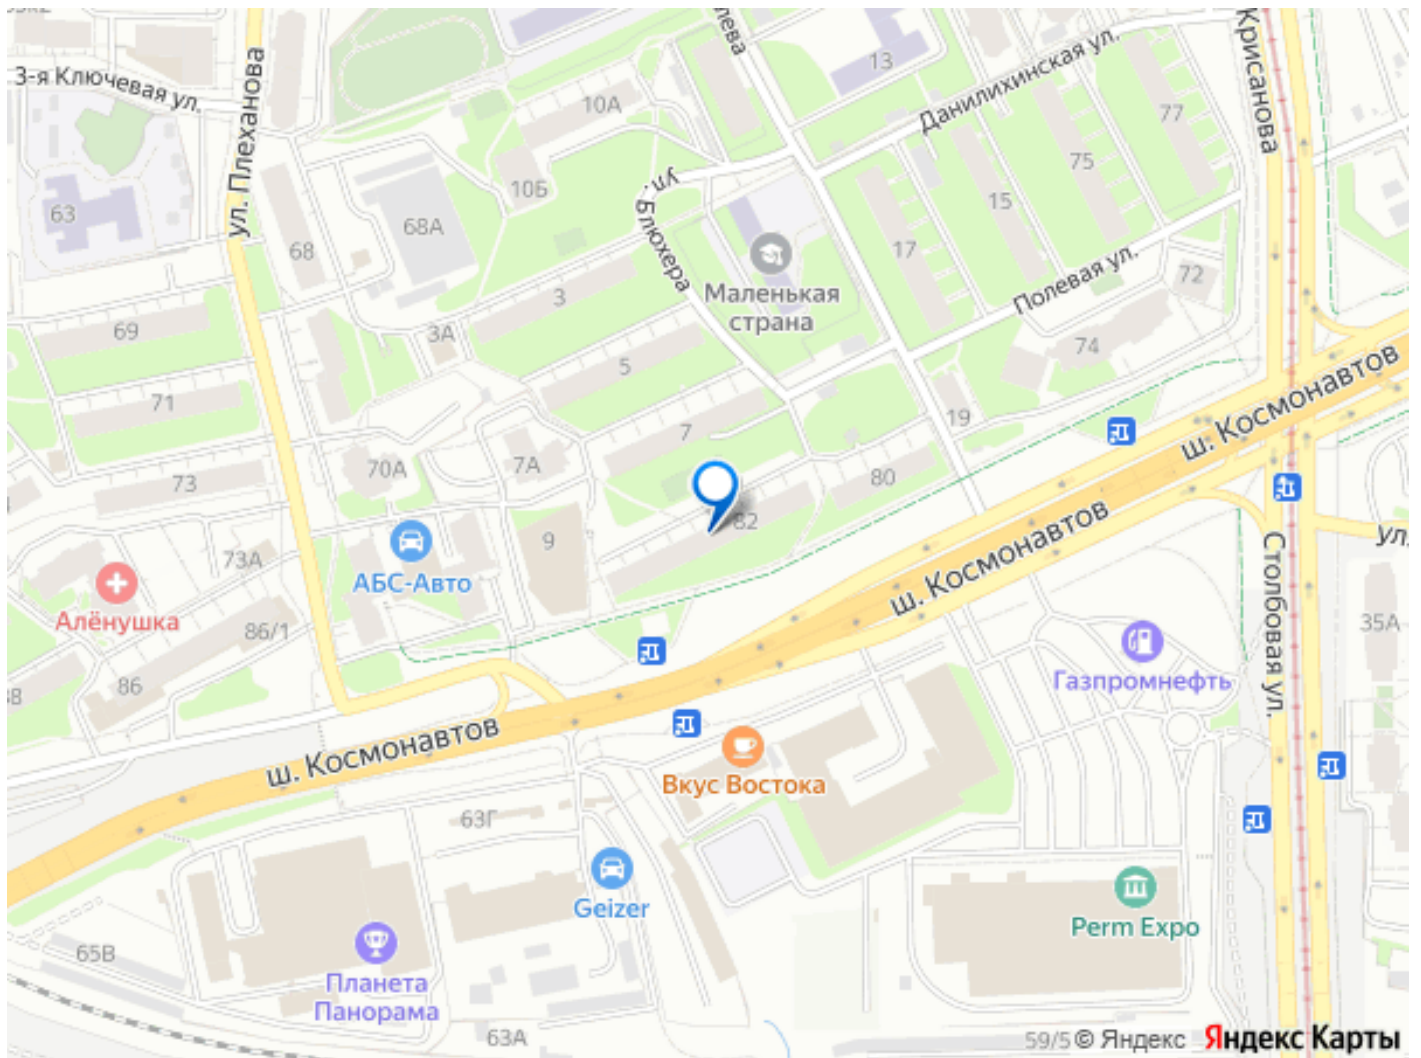 3-я Ключевая ул.
ул. Плеханова
10А
13
Данилихинская ул.
77
Крисанова
75
63
10Б
ул. Блюхера
15
68
68А
17
Маленькая
страна
Полевая ул.
72
3
69
3А
5
74
71
7
19
ш. Космонавтов
73
70А
7А
80
82
9
73А
АБС-Авто
ш. Космонавтов
Столбовая ул.
ул.
Алёнушка
86/1
35А
86
Газпромнефть
ш. Космонавтов
Вкус Востока
63Г
Geizer
Perm Expo
65В
Планета
Панорама
63А
59/5
© Яндекс
Яндекс Карты